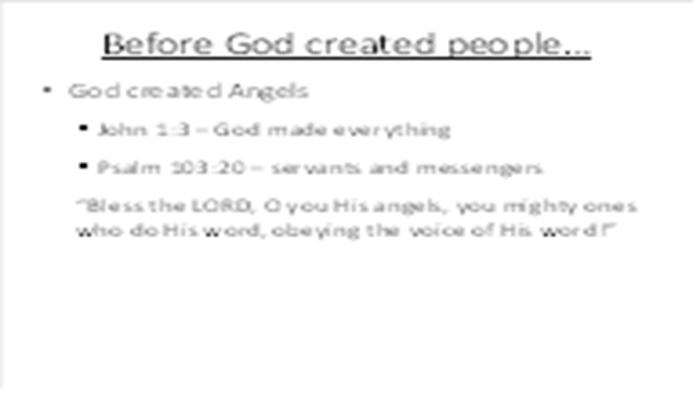 Before God created people...
• God created Angels
▪ John 1:3 – God made everything
▪ Psalm 103:20 – servants and messengers
"Bless the LORD, O you His angels, you mighty ones
who do His word, obeying the voice of His word!"